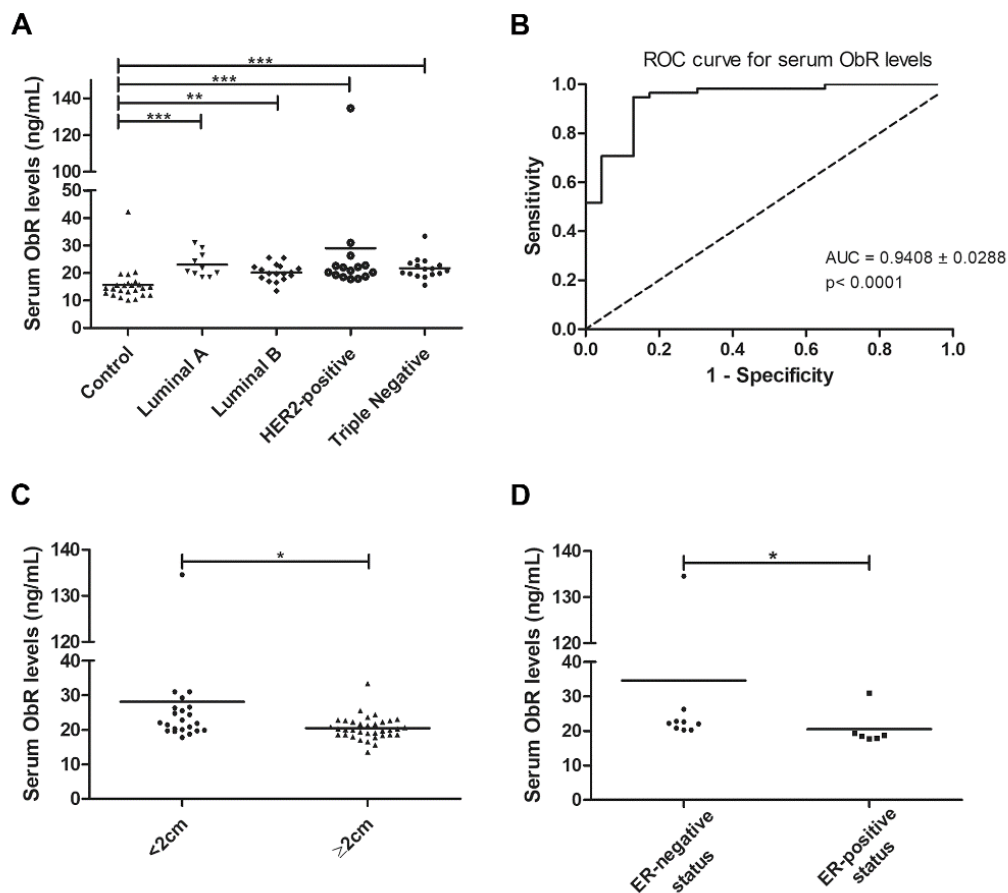 A
***
***
**
***
Serum ObR levels (ng/mL)
140
120
100
50
40
30
20
10
0
Control
Luminal A
Luminal B
HER2-positive
Triple Negative
B
ROC curve for serum ObR levels
Sensitivity
1.0
0.8
0.6
0.4
0.2
0.0
AUC = 0.9408 ± 0.0288
p< 0.0001
0.0 0.2 0.4 0.6 0.8 1.0
1 - Specificity
C
*
Serum ObR levels (ng/mL)
140
130
120
40
30
20
10
0
<2cm
≥2cm
D
*
Serum ObR levels (ng/mL)
140
130
120
40
30
20
10
0
ER-negative
status
ER-positive
status